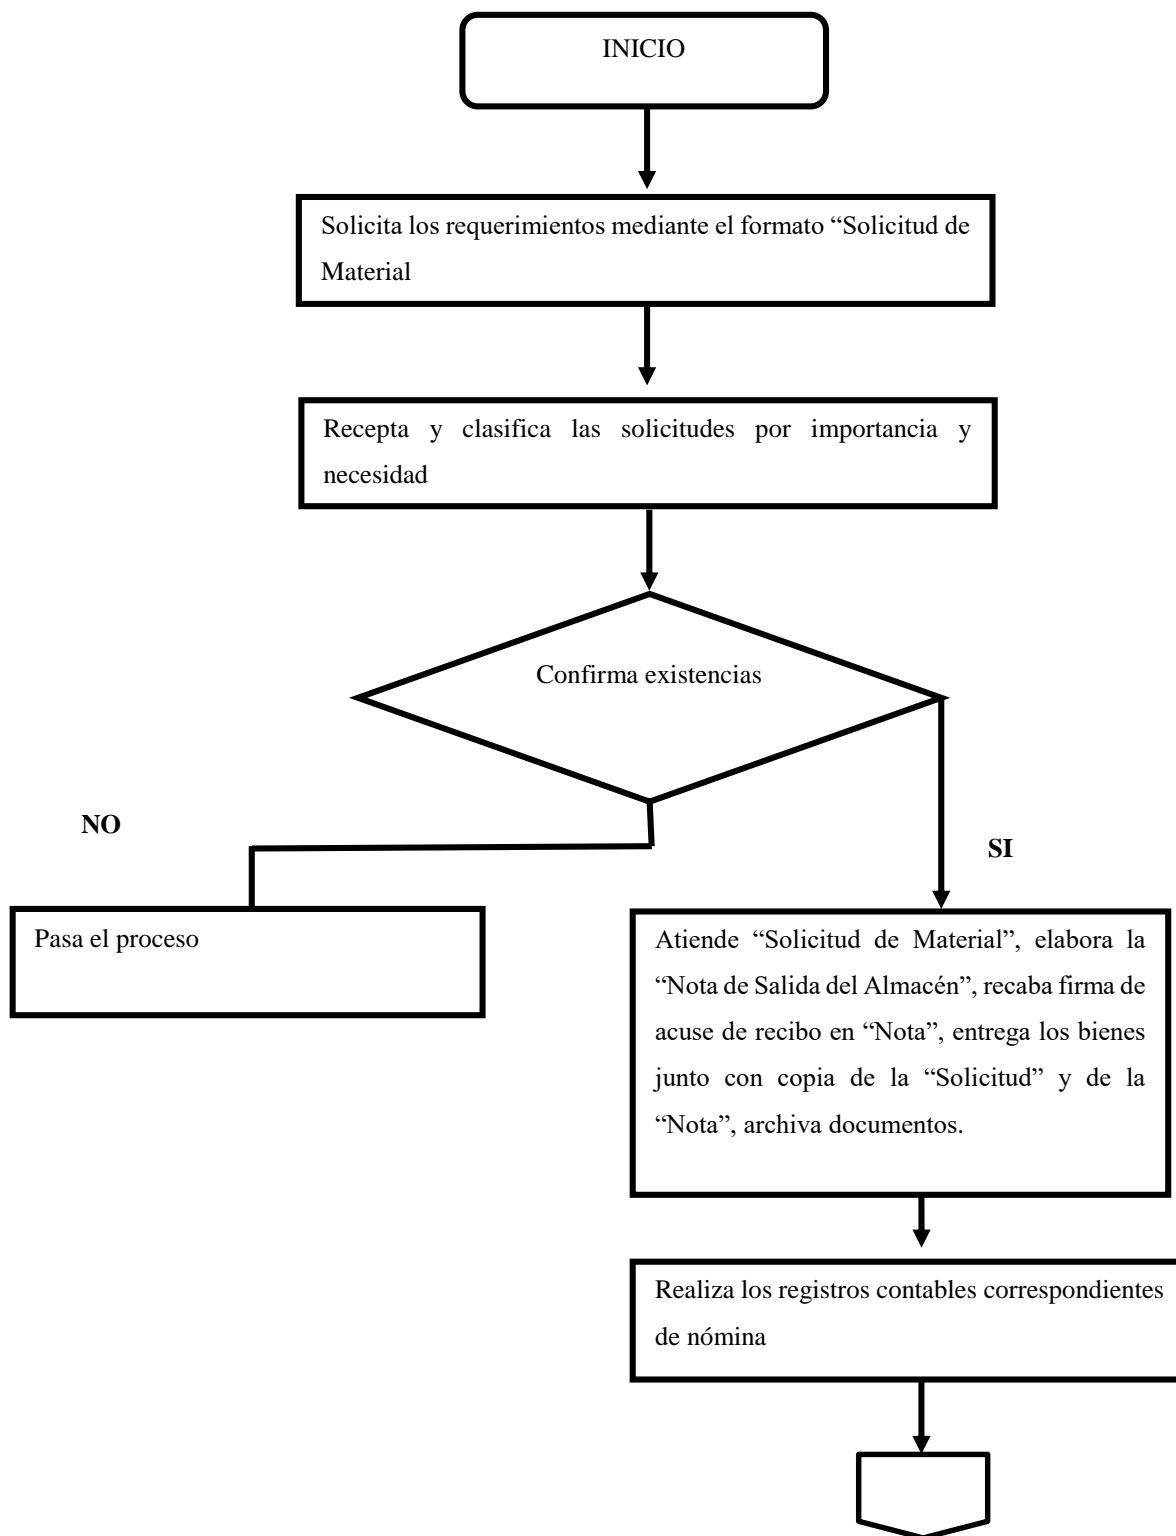 INICIO
Solicita los requerimientos mediante el formato “Solicitud de
Material
Recepta y clasifica las solicitudes por importancia y
necesidad
Confirma existencias
NO
SI
Pasa el proceso
Atiende “Solicitud de Material”, elabora la
“Nota de Salida del Almacén”, recaba firma de
acuse de recibo en “Nota”, entrega los bienes
junto con copia de la “Solicitud” y de la
“Nota”, archiva documentos.
Realiza los registros contables correspondientes
de nómina